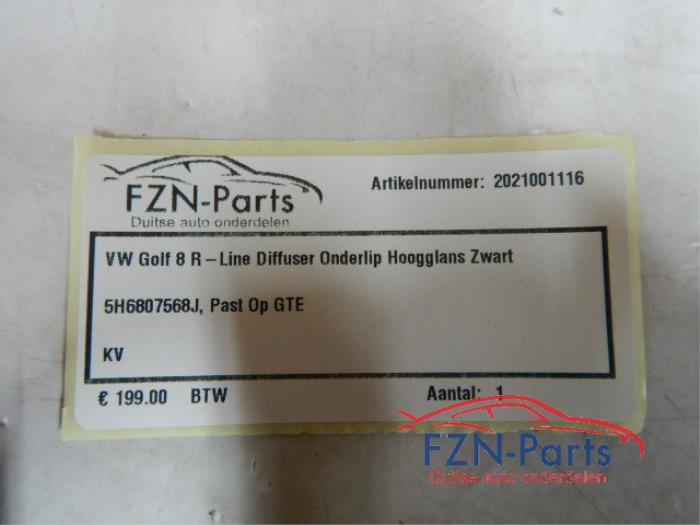 FZN-Parts
Duitse auto onderdelen
Artikelnummer: 2021001116
VW Golf 8 R-Line Diffuser Onderlip Hoogglans Zwart
5H6807568J, Past Op GTE
KV
€ 199.00 BTW Aantal: 1
FZN-Parts
Duitse auto onderdelen